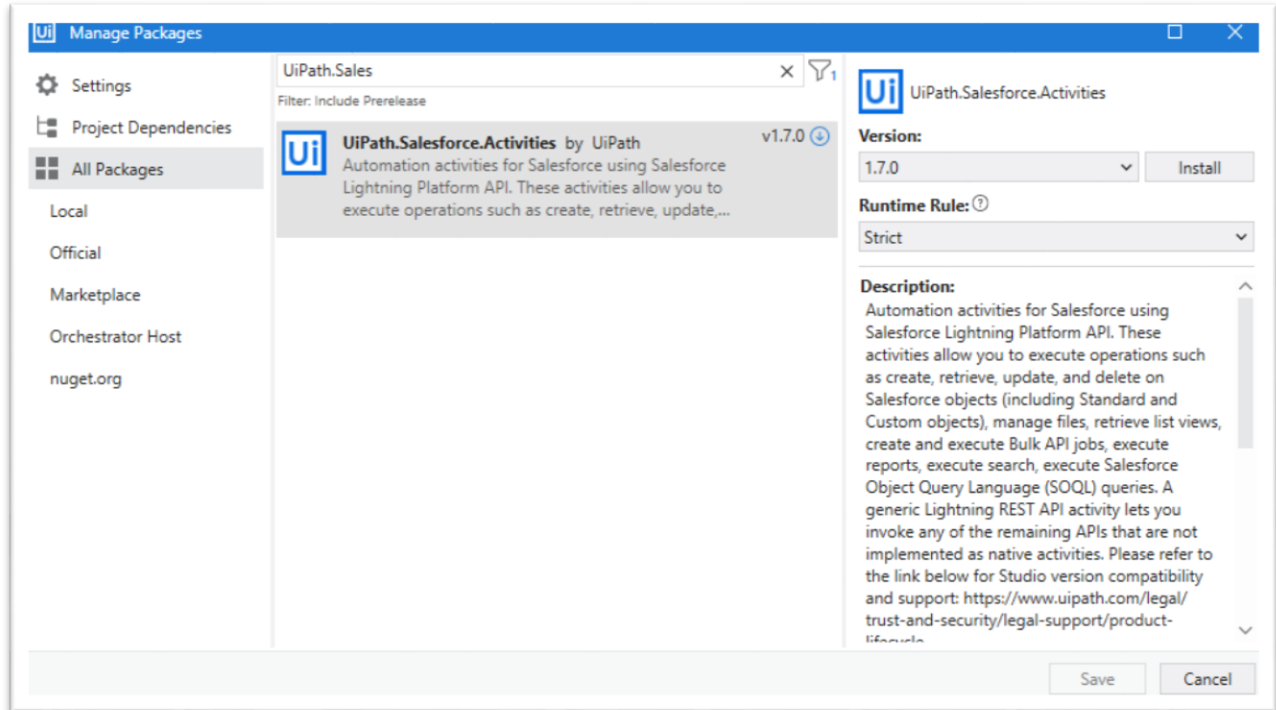 Ui Manage Packages
Settings
Project Dependencies
All Packages
Local
Official
Marketplace
Orchestrator Host
nuget.org
UiPath.Sales
1
Filter: Include Prerelease
Ui
UiPath.Salesforce.Activities by UiPath
v1.7.0
Automation activities for Salesforce using Salesforce
Lightning Platform API. These activities allow you to
execute operations such as create, retrieve, update,...
Ui UiPath.Salesforce.Activities
Version:
1.7.0
Install
Runtime Rule: ?
Strict
Description:
Automation activities for Salesforce using
Salesforce Lightning Platform API. These
activities allow you to execute operations such
as create, retrieve, update, and delete on
Salesforce objects (including Standard and
Custom objects), manage files, retrieve list views,
create and execute Bulk API jobs, execute
reports, execute search, execute Salesforce
Object Query Language (SOQL) queries. A
generic Lightning REST API activity lets you
invoke any of the remaining APIs that are not
implemented as native activities. Please refer to
the link below for Studio version compatibility
and support: https://www.uipath.com/legal/
trust-and-security/legal-support/product-
lifecycle
Save
Cancel